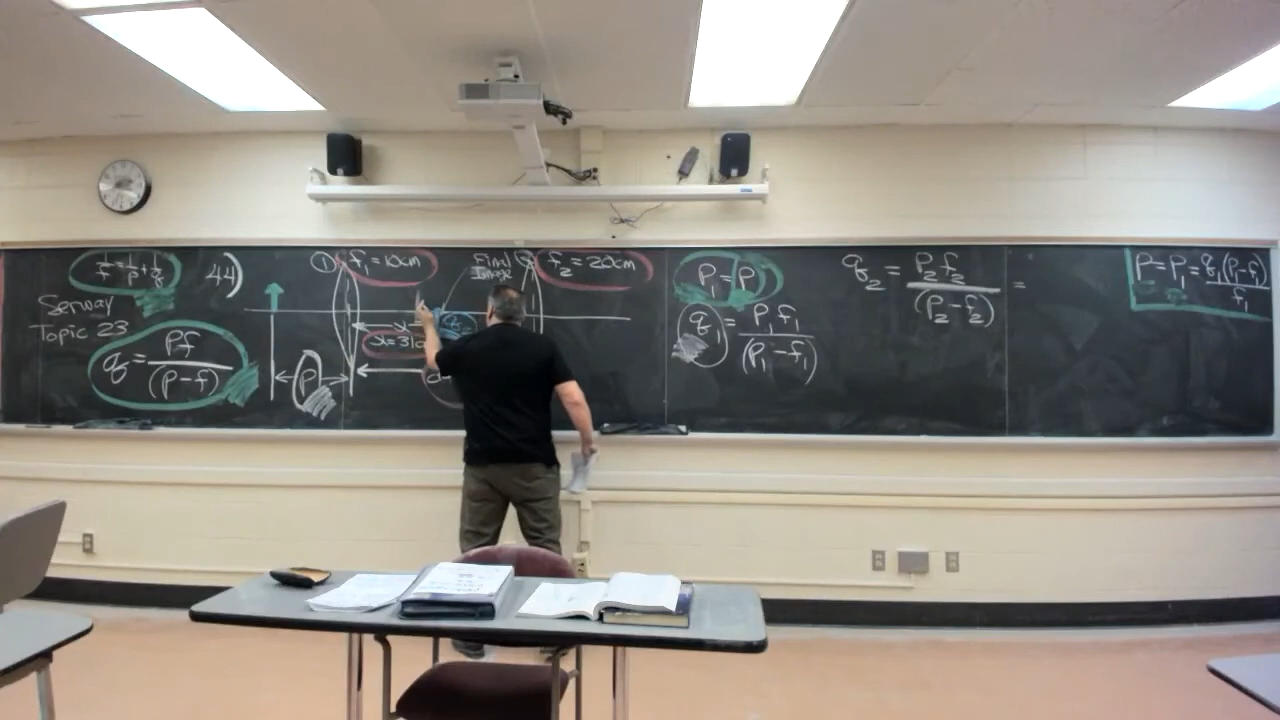 1/f = 1/p + 1/q
Serway
Topic 23
q = pf / (p-f)
44)
① f₁ = 10cm
Final
Image
f₂ = 20cm
x
x = 31
p
P₁ = P
q₁ = P₁f₁ / (P₁-f₁)
q₂ = P₂f₂ / (P₂-f₂) =
P = P₁ = q₁(P₁-f₁) / f₁